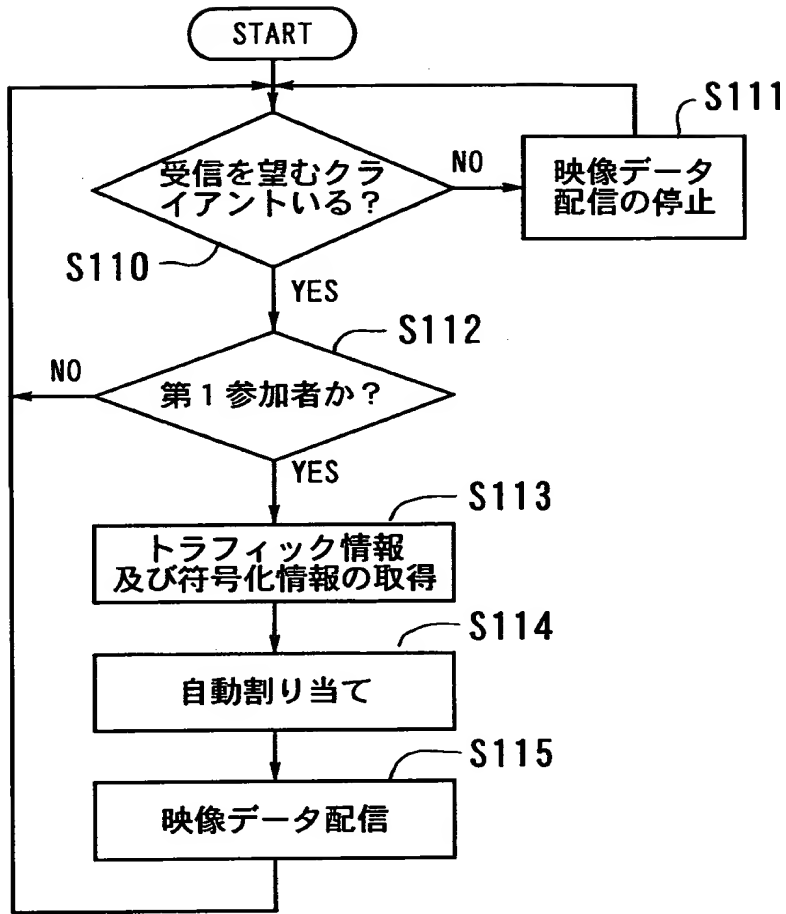 START
S111
受信を望むクラ
イアントいる？
NO
映像データ
配信の停止
S110
YES
S112
NO
第１参加者か？
YES
S113
トラフィック情報
及び符号化情報の取得
S114
自動割り当て
S115
映像データ配信